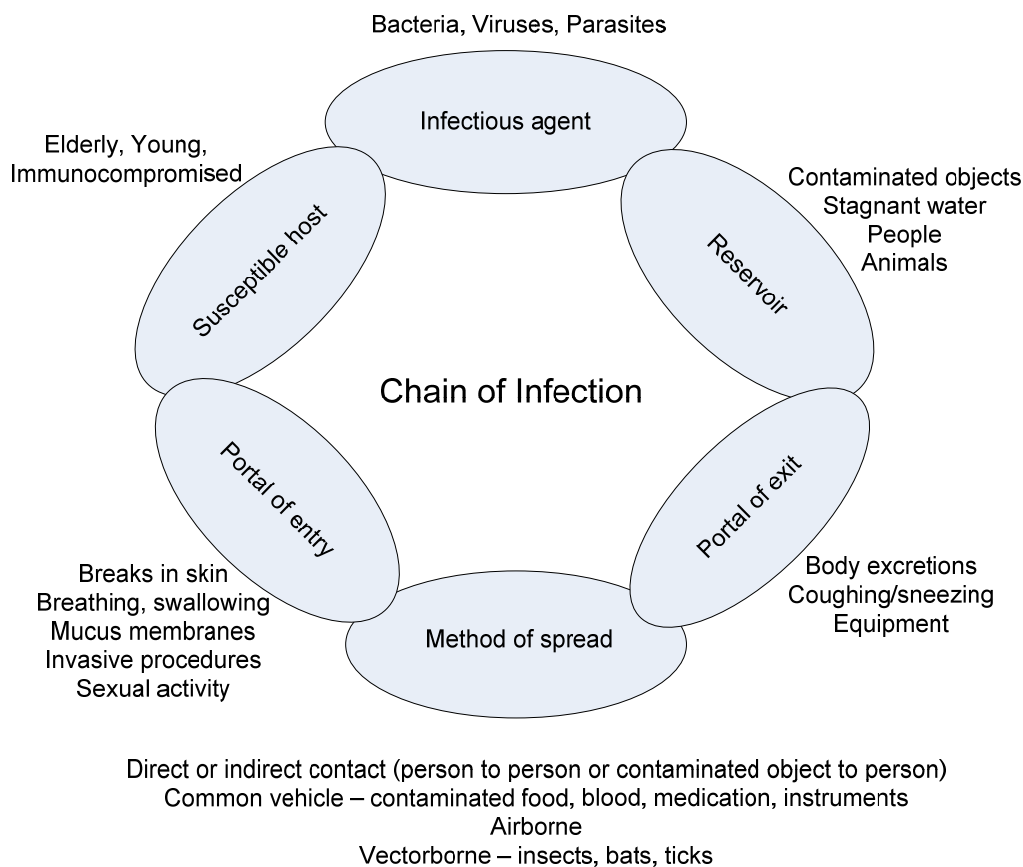 Bacteria, Viruses, Parasites
Infectious agent
Elderly, Young,
Immunocompromised
Contaminated objects
Stagnant water
People
Animals
Susceptible host
Reservoir
Chain of Infection
Portal of entry
Portal of exit
Breaks in skin
Breathing, swallowing
Mucus membranes
Invasive procedures
Sexual activity
Body excretions
Coughing/sneezing
Equipment
Method of spread
Direct or indirect contact (person to person or contaminated object to person)
Common vehicle – contaminated food, blood, medication, instruments
Airborne
Vectorborne – insects, bats, ticks